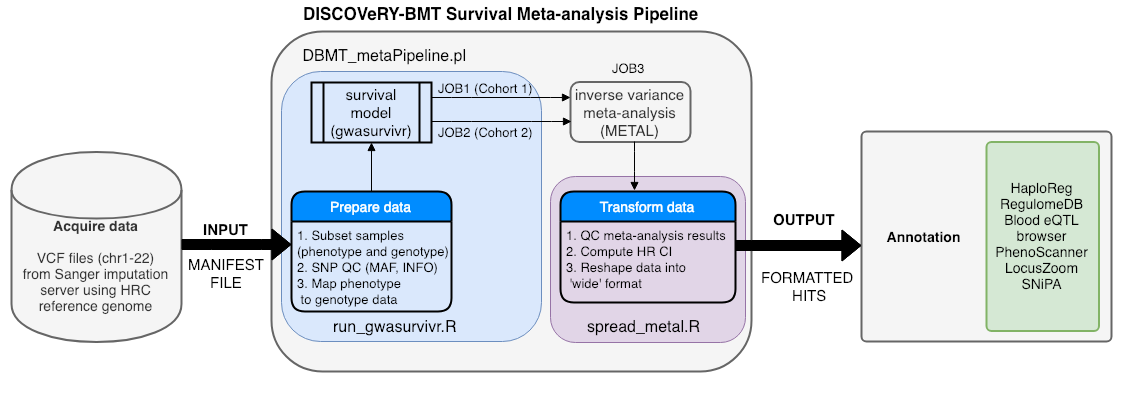 DISCOVeRY-BMT Survival Meta-analysis Pipeline
DBMT_metaPipeline.pl
Acquire data
VCF files (chr1-22)
from Sanger imputation
server using HRC
reference genome
INPUT
MANIFEST
FILE
survival
model
(gwasurvivr)
JOB1 (Cohort 1)
JOB2 (Cohort 2)
Prepare data
1. Subset samples
(phenotype and genotype)
2. SNP QC (MAF, INFO)
3. Map phenotype
to genotype data
run_gwasurvivr.R
JOB3
inverse variance
meta-analysis
(METAL)
Transform data
1. QC meta-analysis results
2. Compute HR CI
3. Reshape data into
'wide' format
spread_metal.R
OUTPUT
FORMATTED
HITS
Annotation
HaploReg
RegulomeDB
Blood eQTL
browser
PhenoScanner
LocusZoom
SNiPA